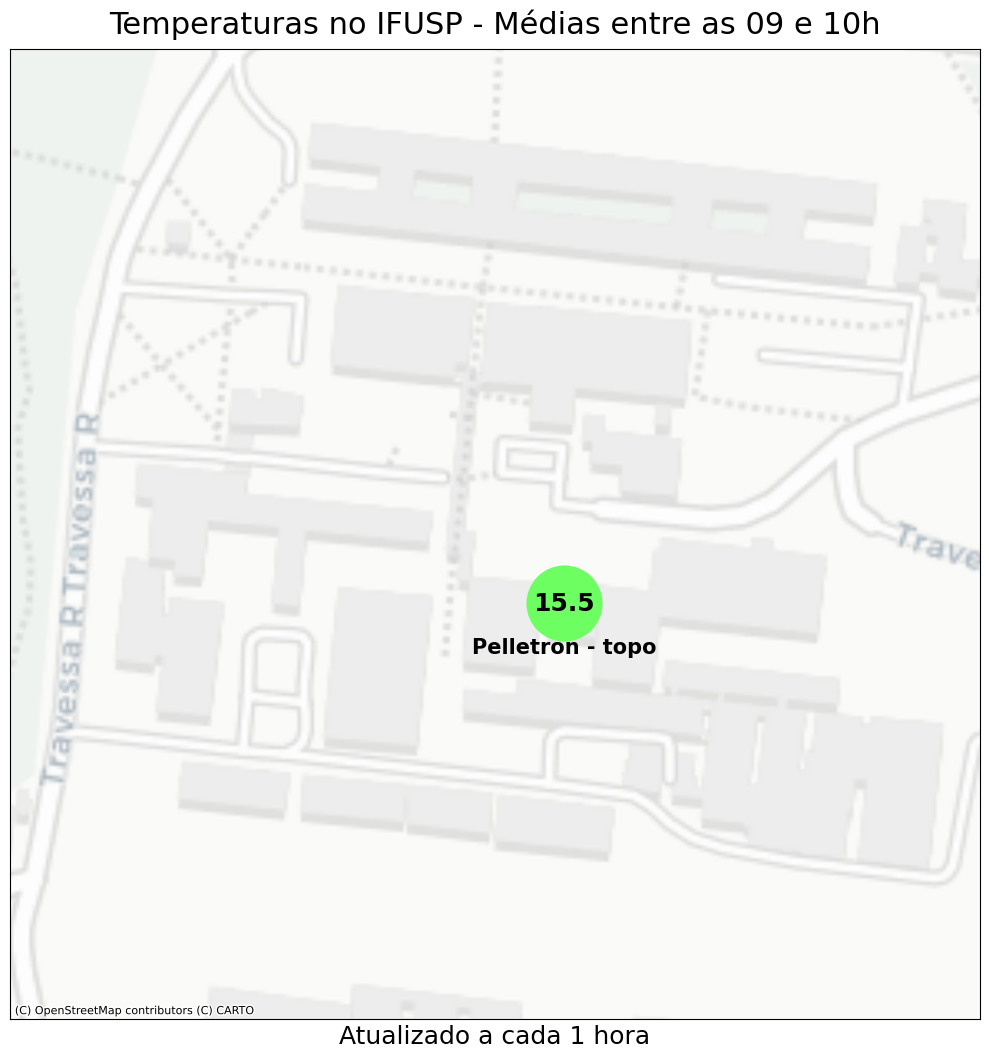 Temperaturas no IFUSP - Médias entre as 09 e 10h
Travessa R Travessa R
Trave
15.5
Pelletron - topo
(C) OpenStreetMap contributors (C) CARTO
Atualizado a cada 1 hora